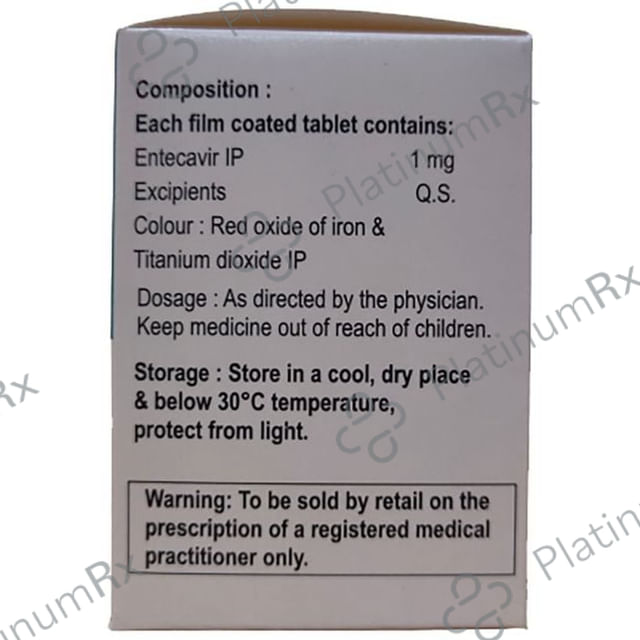 Composition :
Each film coated tablet contains:
Entecavir IP 1 mg
Excipients Q.S.
Colour : Red oxide of iron &
Titanium dioxide IP
Dosage : As directed by the physician.
Keep medicine out of reach of children.
Storage : Store in a cool, dry place
& below 30°C temperature,
protect from light.
Warning: To be sold by retail on the
prescription of a registered medical
practitioner only.
PlatinumRx
PlatinumRx
PlatinumRx